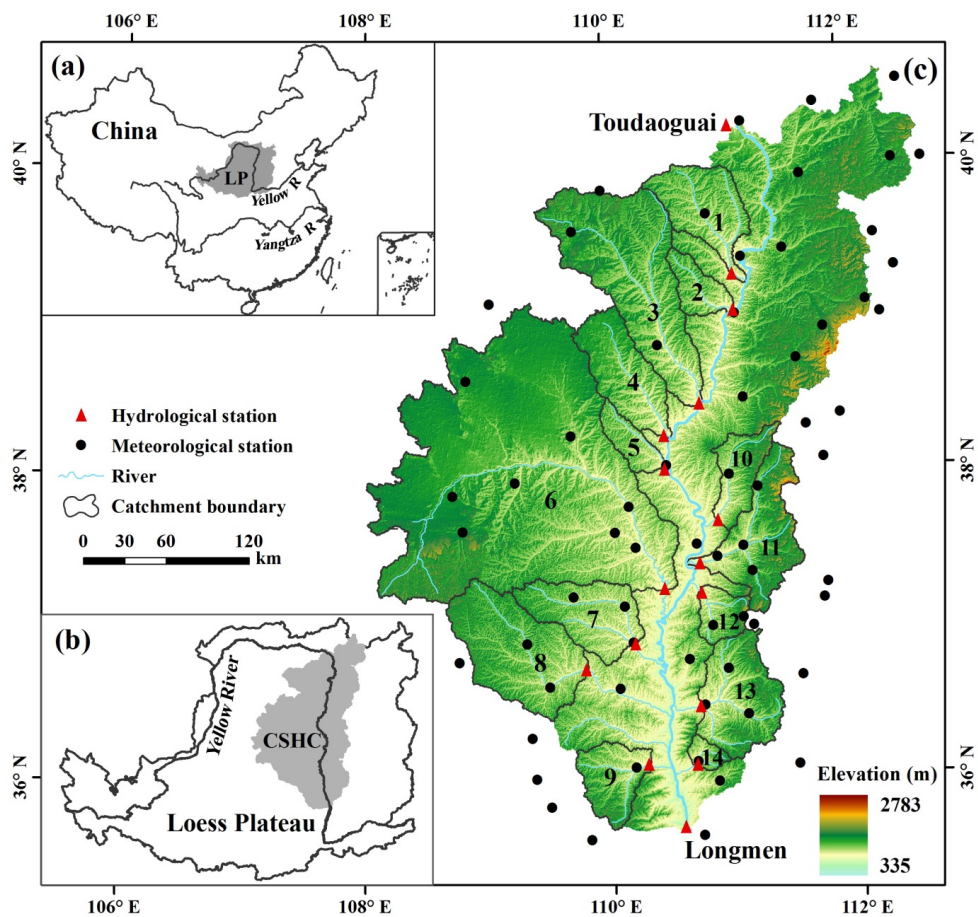 106° E
108° E
110° E
112° E
(a)
China
LP
Yellow R
Yangtza R
40° N
(c)
Toudaoguai
40° N
1
2
3
4
5
6
7
8
9
10
11
12
13
14
Hydrological station
Meteorological station
River
Catchment boundary
0 30 60 120
km
38° N
38° N
(b)
Yellow River
CSHC
Loess Plateau
36° N
36° N
Longmen
Elevation (m)
2783
335
106° E
108° E
110° E
112° E